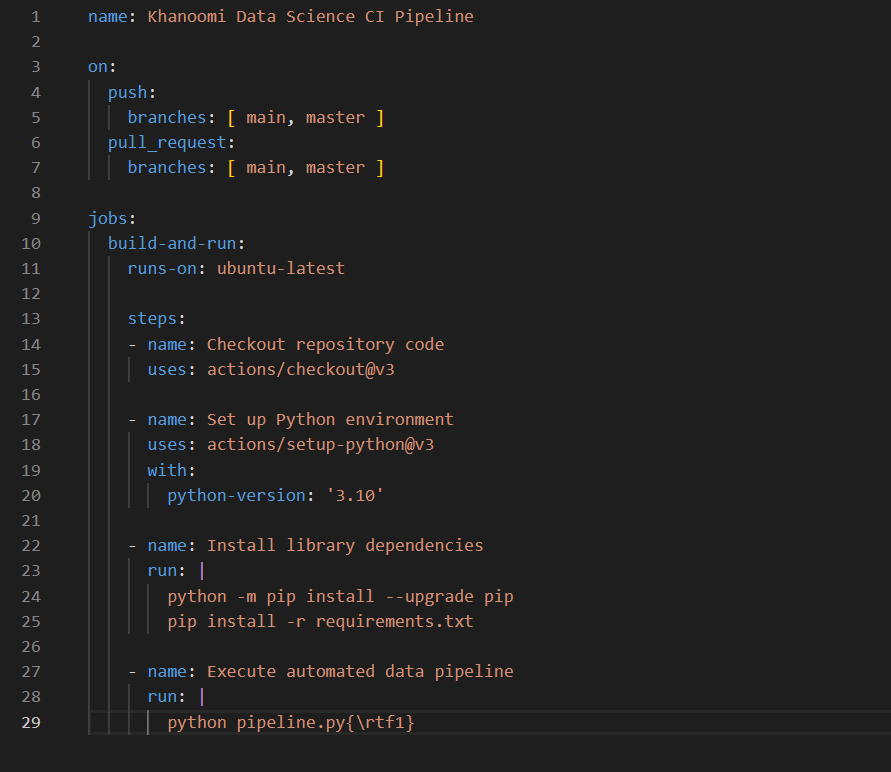 1 name: Khanoomi Data Science CI Pipeline
2
3 on:
4   push:
5     branches: [ main, master ]
6   pull_request:
7     branches: [ main, master ]
8
9 jobs:
10   build-and-run:
11     runs-on: ubuntu-latest
12
13     steps:
14     - name: Checkout repository code
15       uses: actions/checkout@v3
16
17     - name: Set up Python environment
18       uses: actions/setup-python@v3
19       with:
20         python-version: '3.10'
21
22     - name: Install library dependencies
23       run: |
24         python -m pip install --upgrade pip
25         pip install -r requirements.txt
26
27     - name: Execute automated data pipeline
28       run: |
29         python pipeline.py{\rtf1}